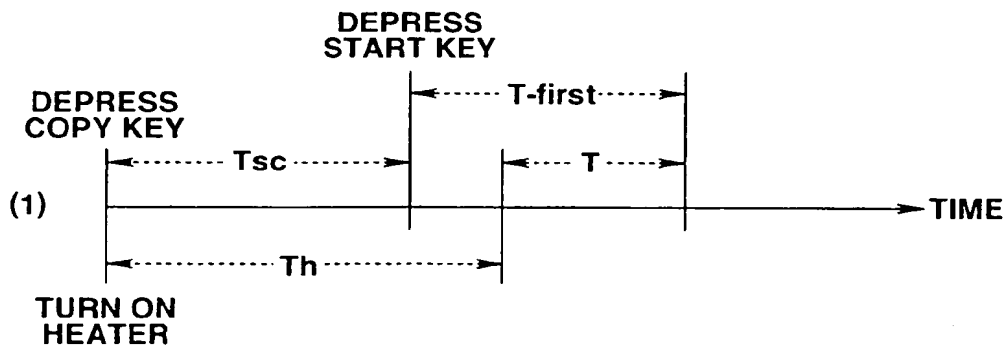 DEPRESS
START KEY
T-first
DEPRESS
COPY KEY
Tsc
T
(1)
TIME
Th
TURN ON
HEATER